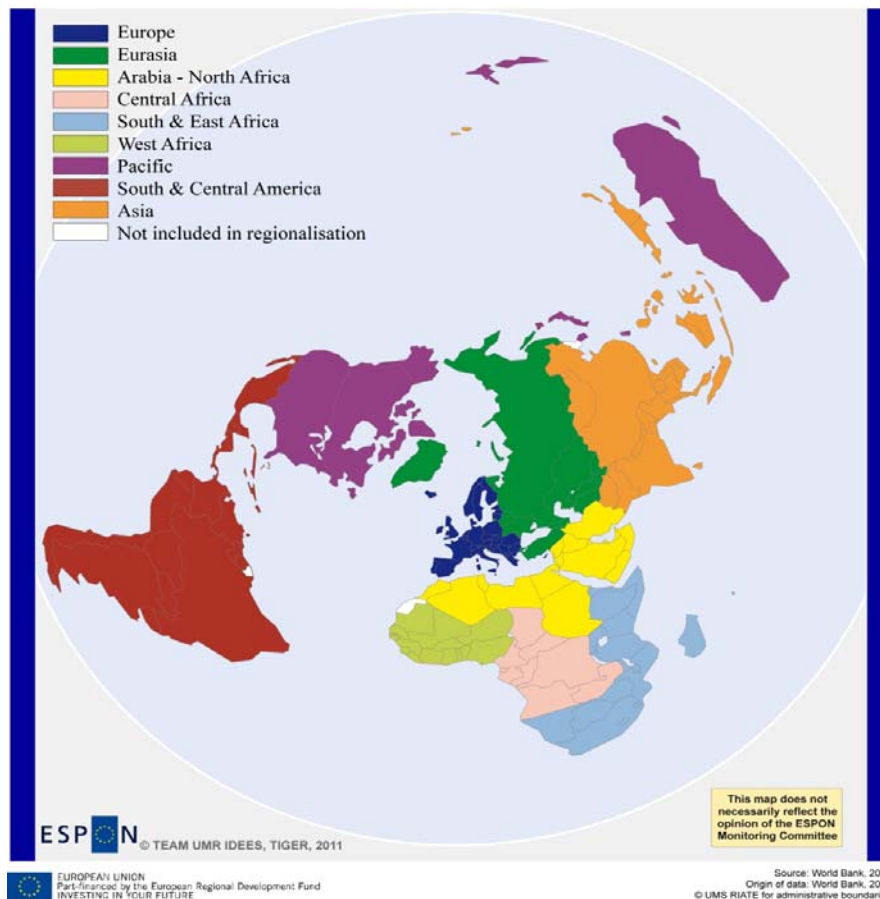 Europe
Eurasia
Arabia - North Africa
Central Africa
South & East Africa
West Africa
Pacific
South & Central America
Asia
Not included in regionalisation
This map does not
necessarily reflect the
opinion of the ESPON
Monitoring Committee
ESPON © TEAM UMR IDEES, TIGER, 2011
EUROPEAN UNION
Part-financed by the European Regional Development Fund
INVESTING IN YOUR FUTURE
Source: World Bank, 20
Origin of data: World Bank, 20
© UMS RIATE for administrative boundari